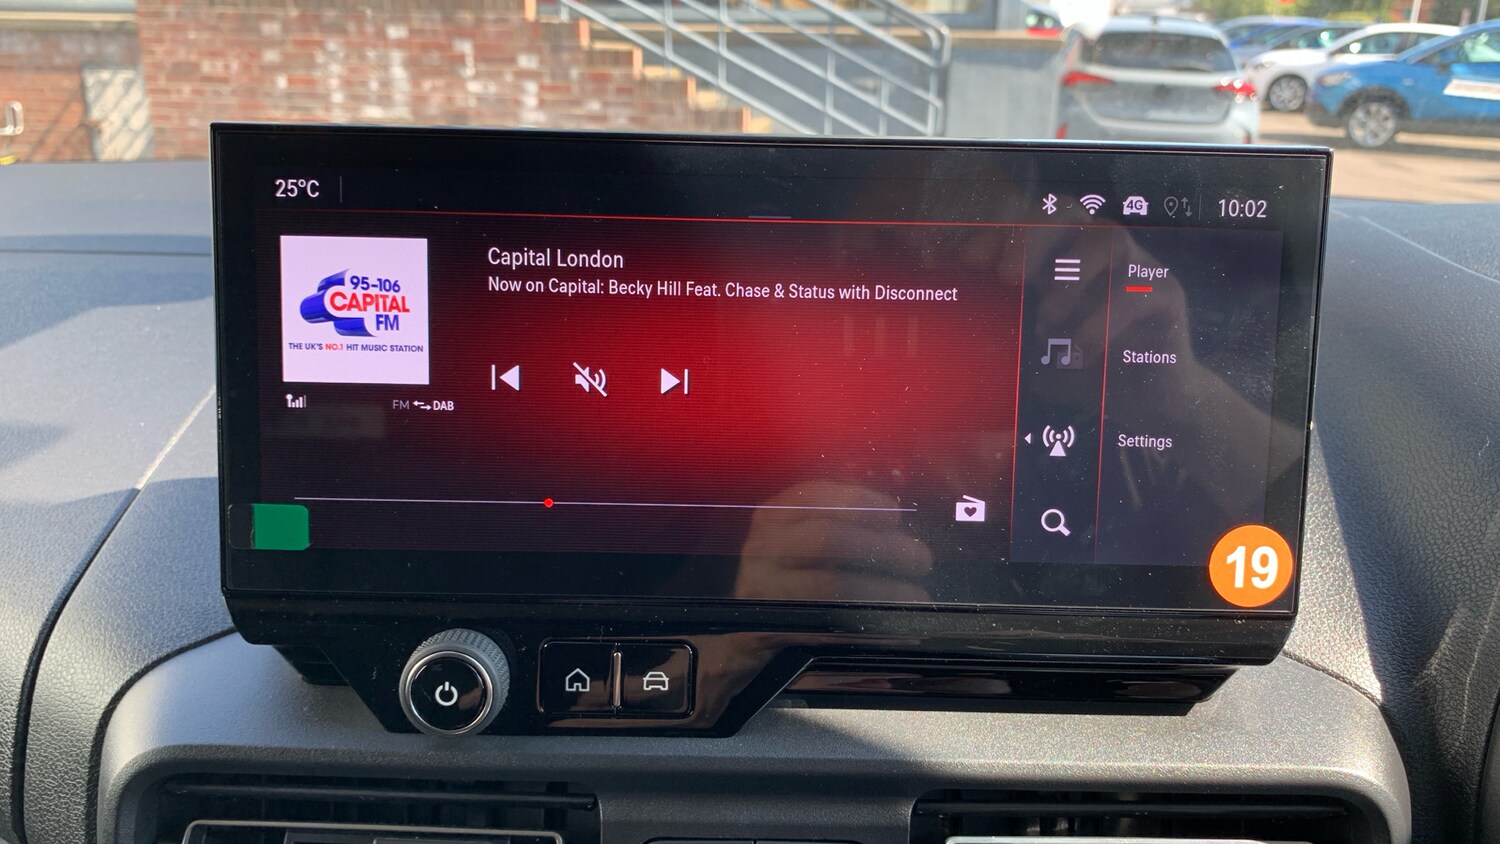 25°C
4G
10:02
95-106
CAPITAL
FM
THE UK'S NO.1 HIT MUSIC STATION
Capital London
Now on Capital: Becky Hill Feat. Chase & Status with Disconnect
FM DAB
Player
Stations
Settings
19